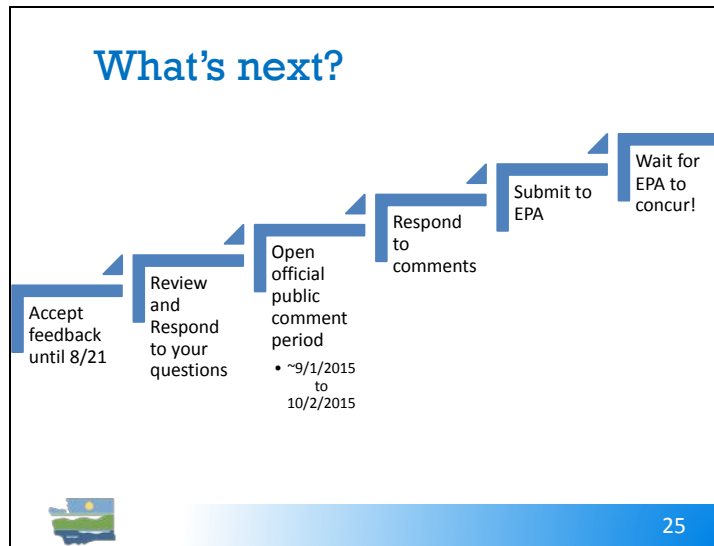 What's next?
Accept
feedback
until 8/21
Review
and
Respond
to your
questions
Open
official
public
comment
period
• ~9/1/2015
to
10/2/2015
Respond
to
comments
Submit to
EPA
Wait for
EPA to
concur!
25